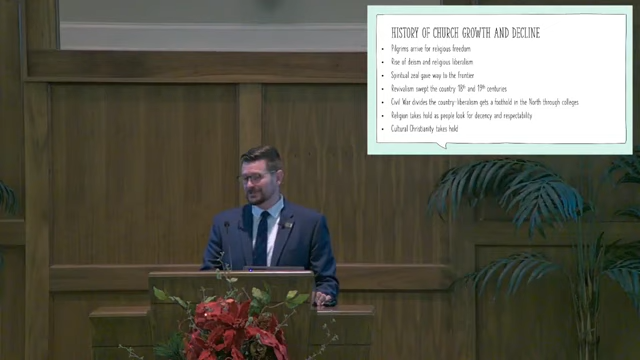 HISTORY OF CHURCH GROWTH AND DECLINE
• Pilgrims arrive for religious freedom
• Rise of deism and religious liberalism
• Spiritual zeal gave way to the frontier
• Revivalism swept the country 18th and 19th centuries
• Civil War divides the country-liberalism gets a toehold in the North through colleges
• Religion takes hold as people look for decency and respectability
• Cultural Christianity takes hold